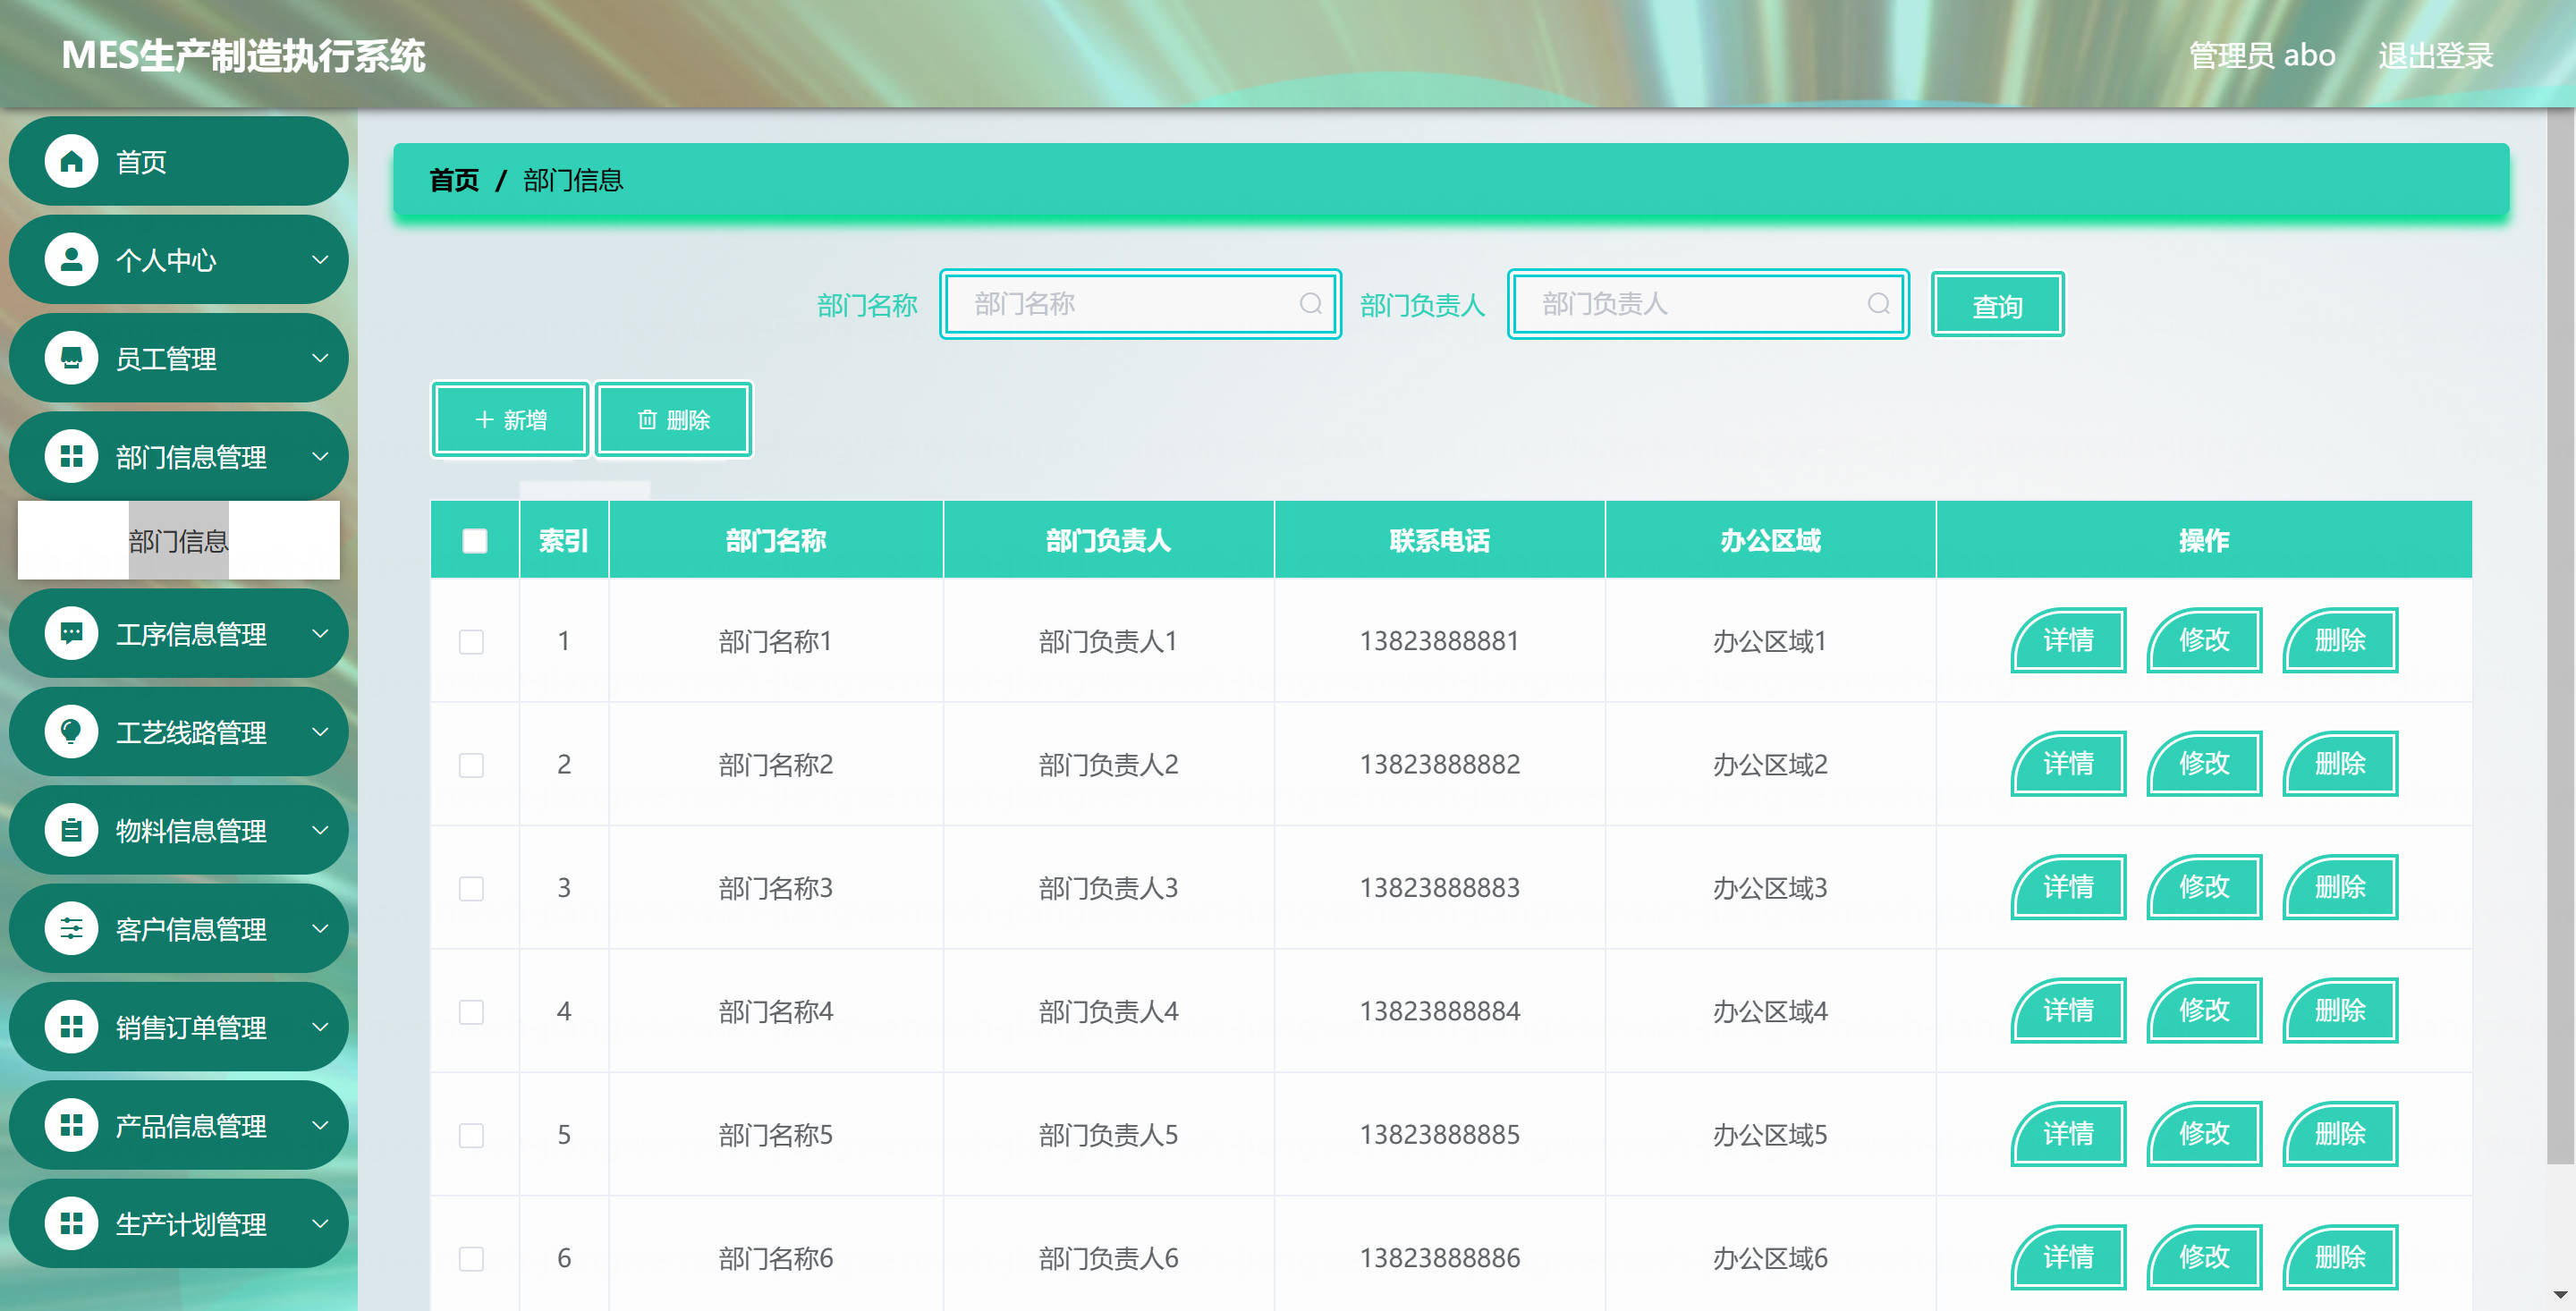 MES生产制造执行系统
管理员 abo 退出登录
首页
个人中心
员工管理
部门信息管理
部门信息
工序信息管理
工艺线路管理
物料信息管理
客户信息管理
销售订单管理
产品信息管理
生产计划管理
首页 / 部门信息
部门名称 部门名称 部门负责人 部门负责人 查询
新增 删除
索引 部门名称 部门负责人 联系电话 办公区域 操作
1 部门名称1 部门负责人1 13823888881 办公区域1 详情 修改 删除
2 部门名称2 部门负责人2 13823888882 办公区域2 详情 修改 删除
3 部门名称3 部门负责人3 13823888883 办公区域3 详情 修改 删除
4 部门名称4 部门负责人4 13823888884 办公区域4 详情 修改 删除
5 部门名称5 部门负责人5 13823888885 办公区域5 详情 修改 删除
6 部门名称6 部门负责人6 13823888886 办公区域6 详情 修改 删除